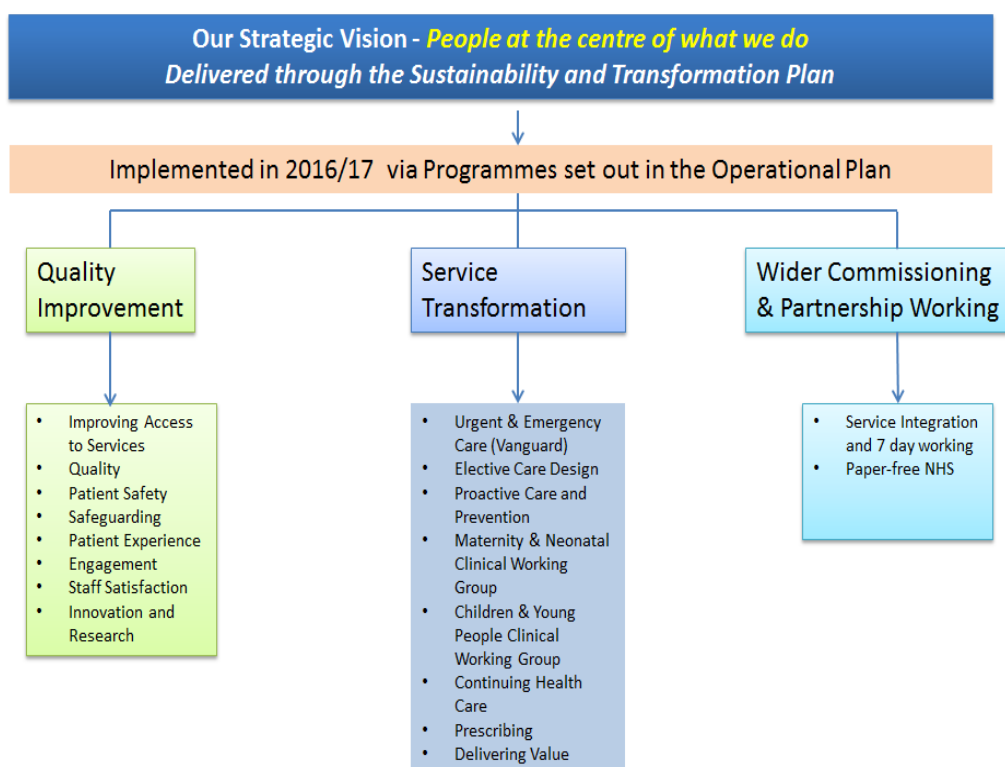 Our Strategic Vision - People at the centre of what we do
Delivered through the Sustainability and Transformation Plan
Implemented in 2016/17 via Programmes set out in the Operational Plan
Quality
Improvement
Service
Transformation
Wider Commissioning
& Partnership Working
• Improving Access
to Services
• Quality
• Patient Safety
• Safeguarding
• Patient Experience
• Engagement
• Staff Satisfaction
• Innovation and
Research
• Urgent & Emergency
Care (Vanguard)
• Elective Care Design
• Proactive Care and
Prevention
• Maternity & Neonatal
Clinical Working
Group
• Children & Young
People Clinical
Working Group
• Continuing Health
Care
• Prescribing
• Delivering Value
• Service Integration
and 7 day working
• Paper-free NHS